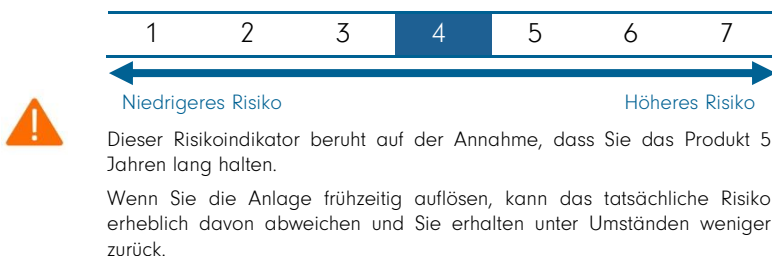 1 2 3 4 5 6 7
Niedrigeres Risiko Höheres Risiko
Dieser Risikoindikator beruht auf der Annahme, dass Sie das Produkt 5
Jahren lang halten.
Wenn Sie die Anlage frühzeitig auflösen, kann das tatsächliche Risiko
erheblich davon abweichen und Sie erhalten unter Umständen weniger
zurück.